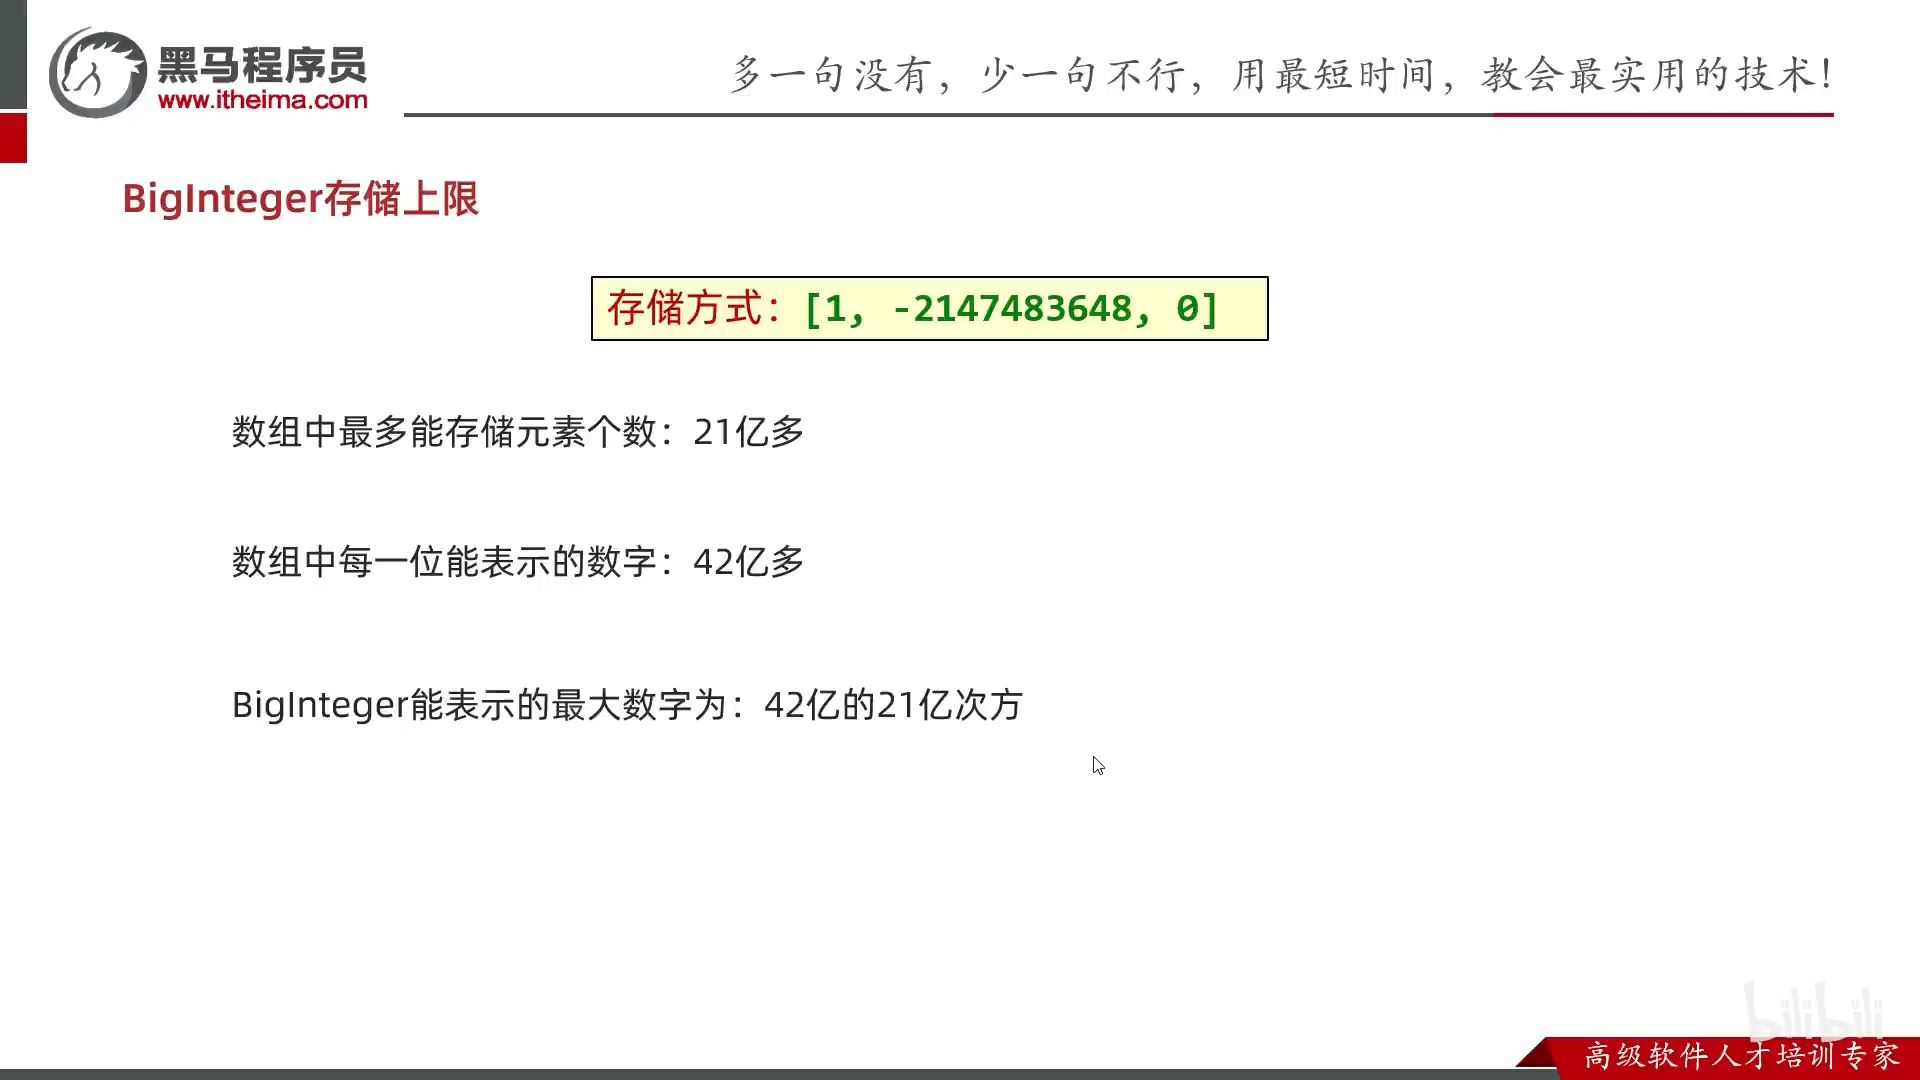 黑马程序员
www.itheima.com
多一句没有，少一句不行，用最短时间，教会最实用的技术！
BigInteger存储上限
存储方式：[1, -2147483648, 0]
数组中最多能存储元素个数：21亿多
数组中每一位能表示的数字：42亿多
BigInteger能表示的最大数字为：42亿的21亿次方
bilibili
高级软件人才培训专家